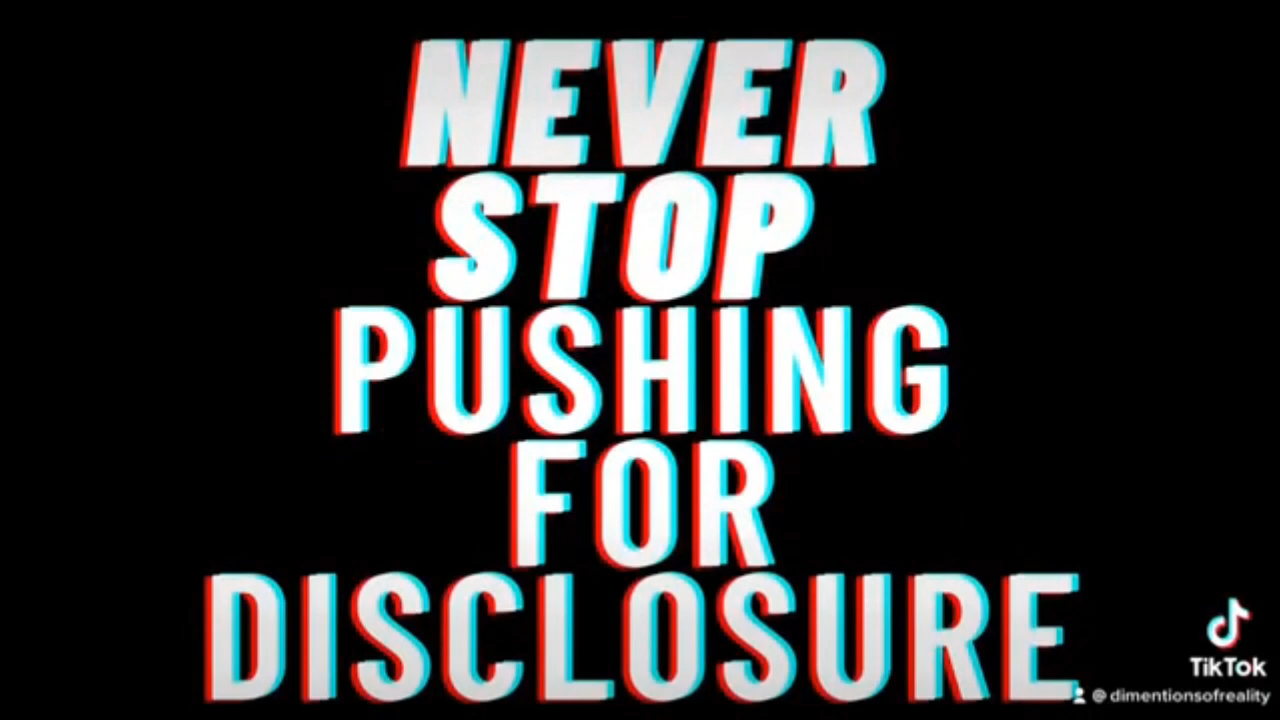 NEVER
STOP
PUSHING
FOR
DISCLOSURE
TikTok
@ dimentionsofreality